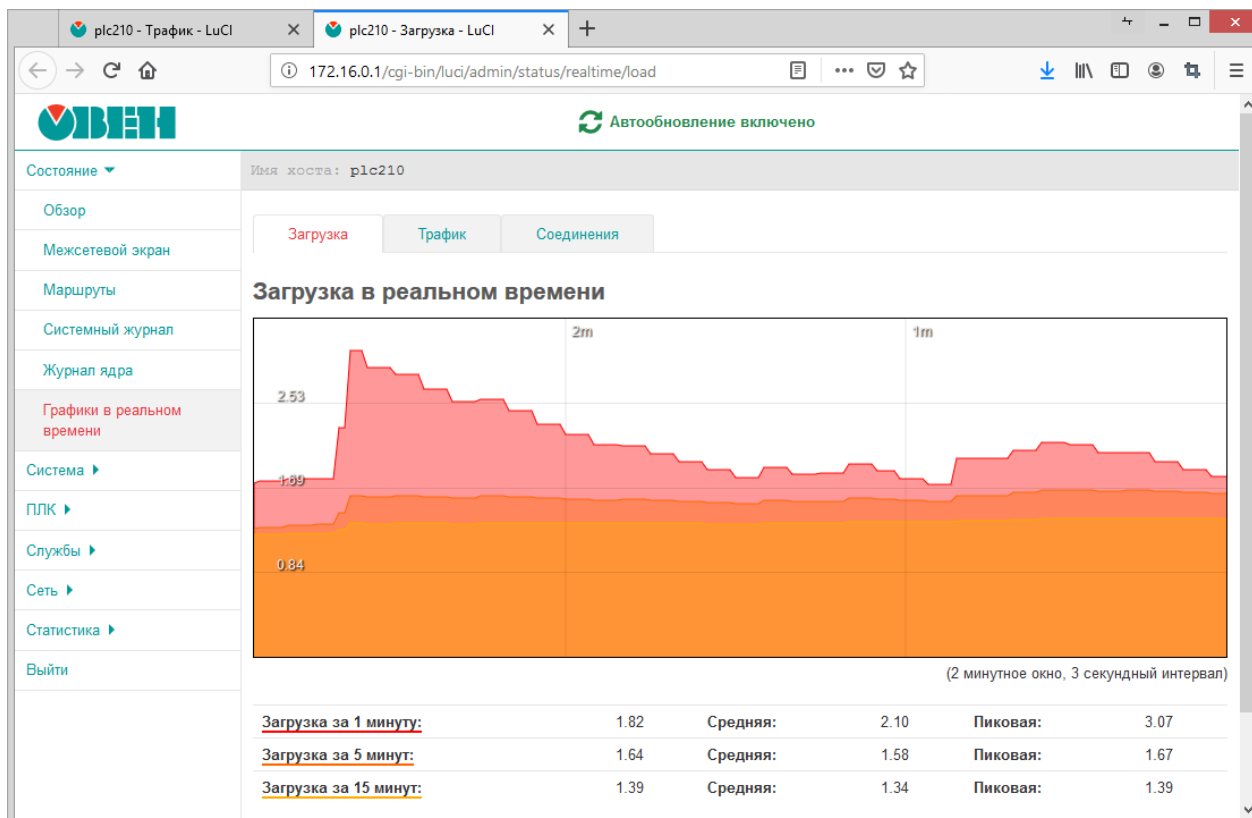 plc210 - Трафик - LuCI
plc210 - Загрузка - LuCI
172.16.0.1/cgi-bin/luci/admin/status/realtime/load
ОВЕН
Автообновление включено
Состояние
Имя хоста: plc210
Обзор
Межсетевой экран
Маршруты
Системный журнал
Журнал ядра
Графики в реальном
времени
Система
ПЛК
Службы
Сеть
Статистика
Выйти
Загрузка Трафик Соединения
Загрузка в реальном времени
2m 1m
2.53
1.69
0.84
(2 минутное окно, 3 секундный интервал)
Загрузка за 1 минуту: 1.82 Средняя: 2.10 Пиковая: 3.07
Загрузка за 5 минут: 1.64 Средняя: 1.58 Пиковая: 1.67
Загрузка за 15 минут: 1.39 Средняя: 1.34 Пиковая: 1.39